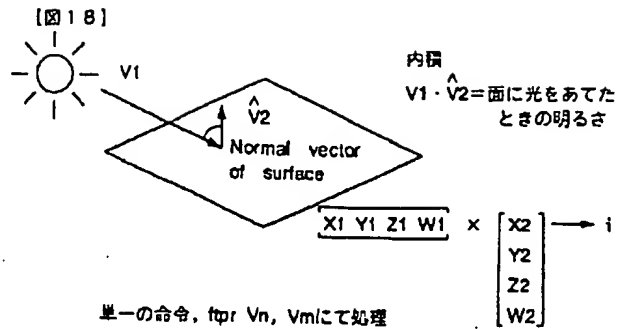 【図18】
V1
V̂2
Normal vector
of surface
内積
V1・V̂2=面に光をあてた
ときの明るさ
[X1 Y1 Z1 W1] × [X2 → i
Y2
Z2
W2]
単一の命令, ftpr Vn, Vmにて処理